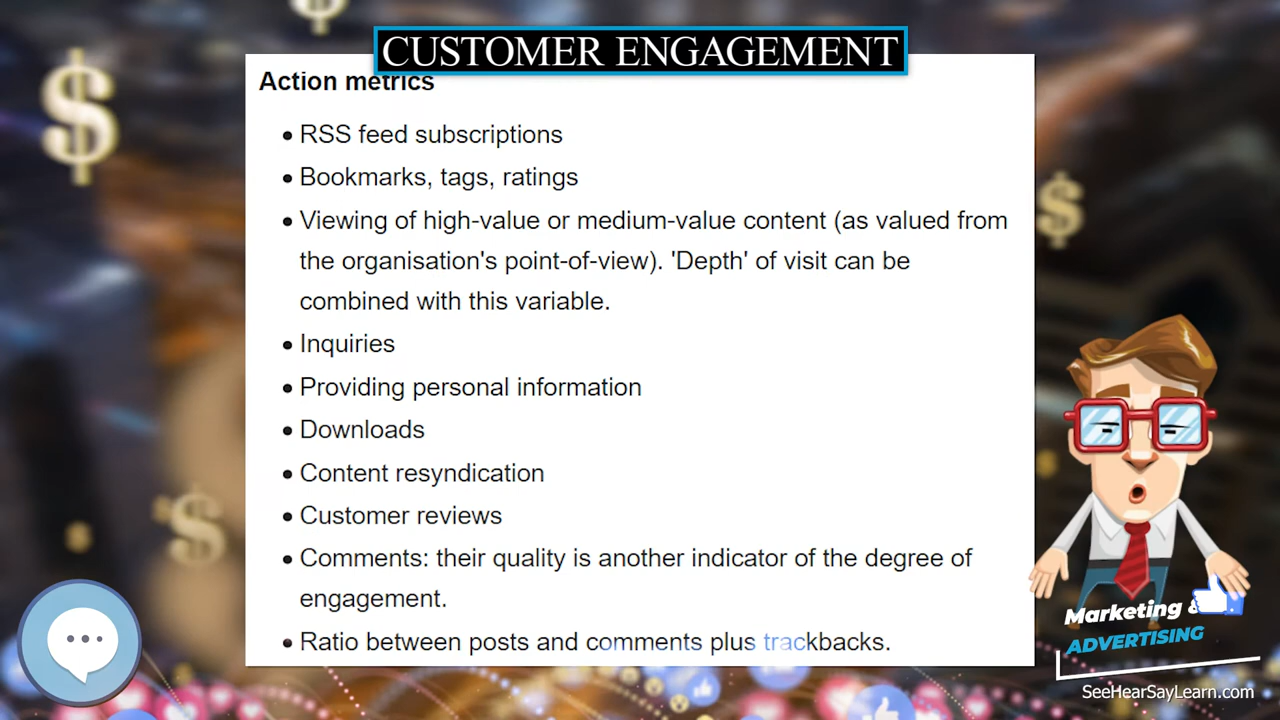 CUSTOMER ENGAGEMENT
Action metrics
• RSS feed subscriptions
• Bookmarks, tags, ratings
• Viewing of high-value or medium-value content (as valued from
the organisation's point-of-view). 'Depth' of visit can be
combined with this variable.
• Inquiries
• Providing personal information
• Downloads
• Content resyndication
• Customer reviews
• Comments: their quality is another indicator of the degree of
engagement.
• Ratio between posts and comments plus trackbacks.
Marketing &
ADVERTISING
SeeHearSayLearn.com